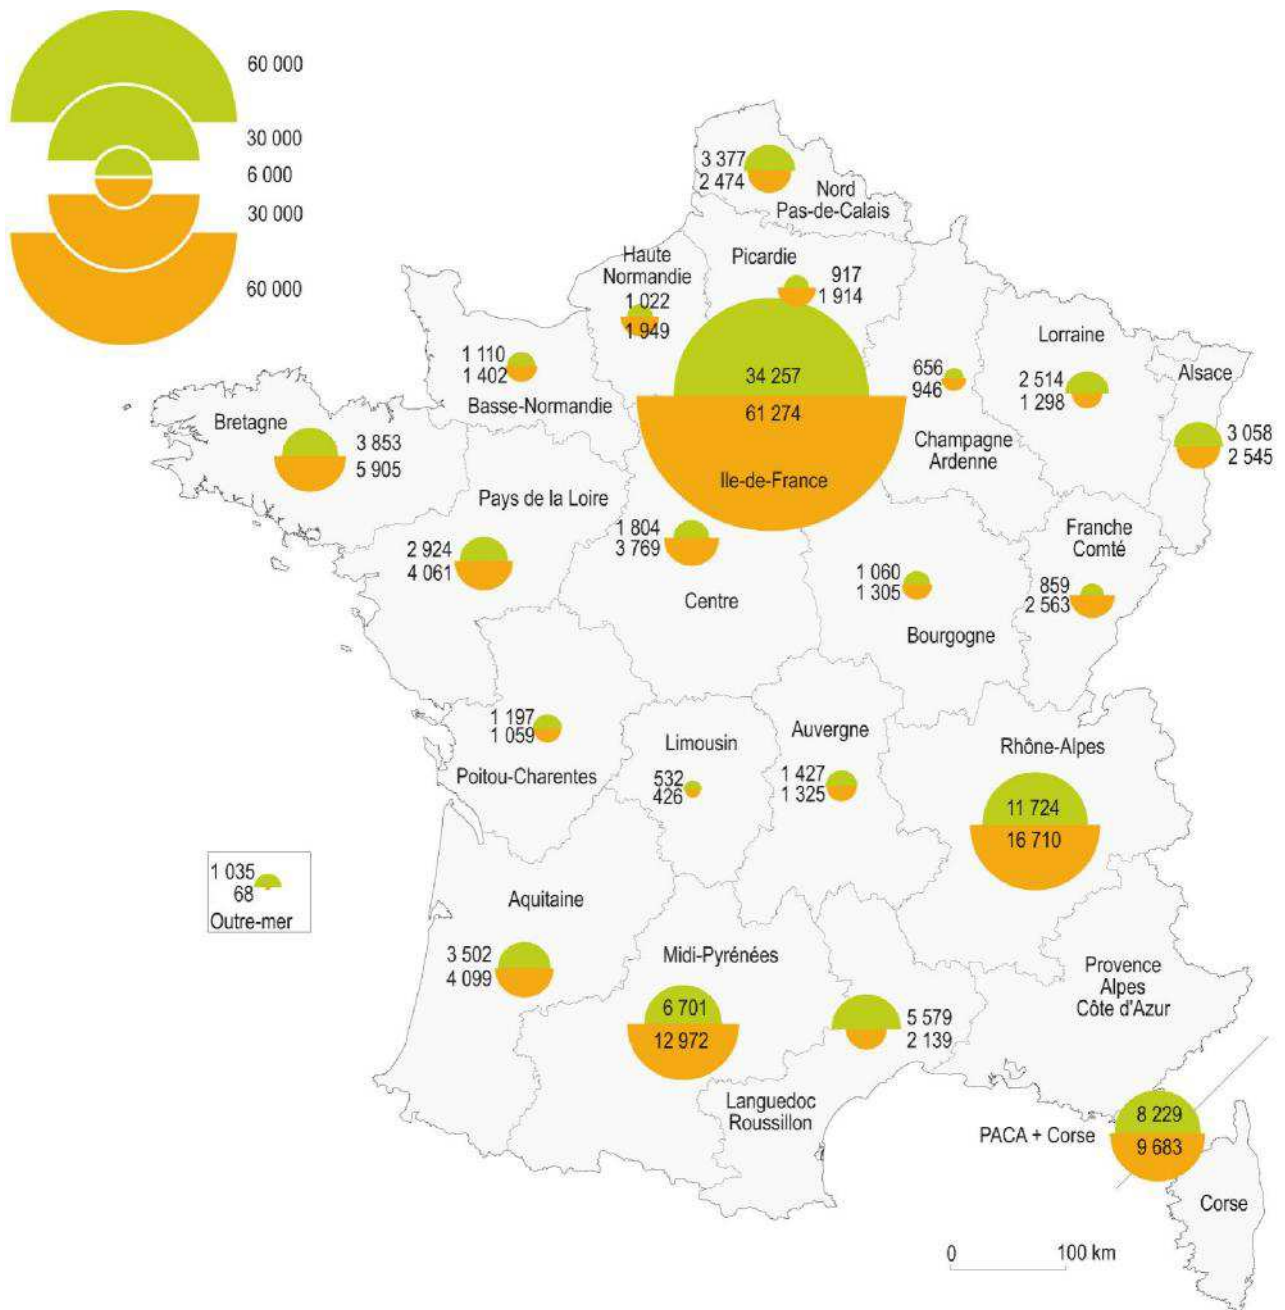 60 000
30 000
6 000
30 000
60 000
3 377
2 474
Nord
Pas-de-Calais
Haute
Normandie
1 022
1 949
Picardie
917
1 914
Lorraine
2 514
1 298
Alsace
3 058
2 545
1 110
1 402
Basse-Normandie
656
946
Champagne
Ardenne
34 257
61 274
Ile-de-France
Bretagne
3 853
5 905
Pays de la Loire
2 924
4 061
1 804
3 769
Centre
1 060
1 305
Bourgogne
Franche
Comté
859
2 563
1 197
1 059
Poitou-Charentes
Limousin
532
426
Auvergne
1 427
1 325
Rhône-Alpes
11 724
16 710
1 035
68
Outre-mer
Aquitaine
3 502
4 099
Midi-Pyrénées
6 701
12 972
5 579
2 139
Languedoc
Roussillon
Provence
Alpes
Côte d'Azur
PACA + Corse
8 229
9 683
Corse
0 100 km